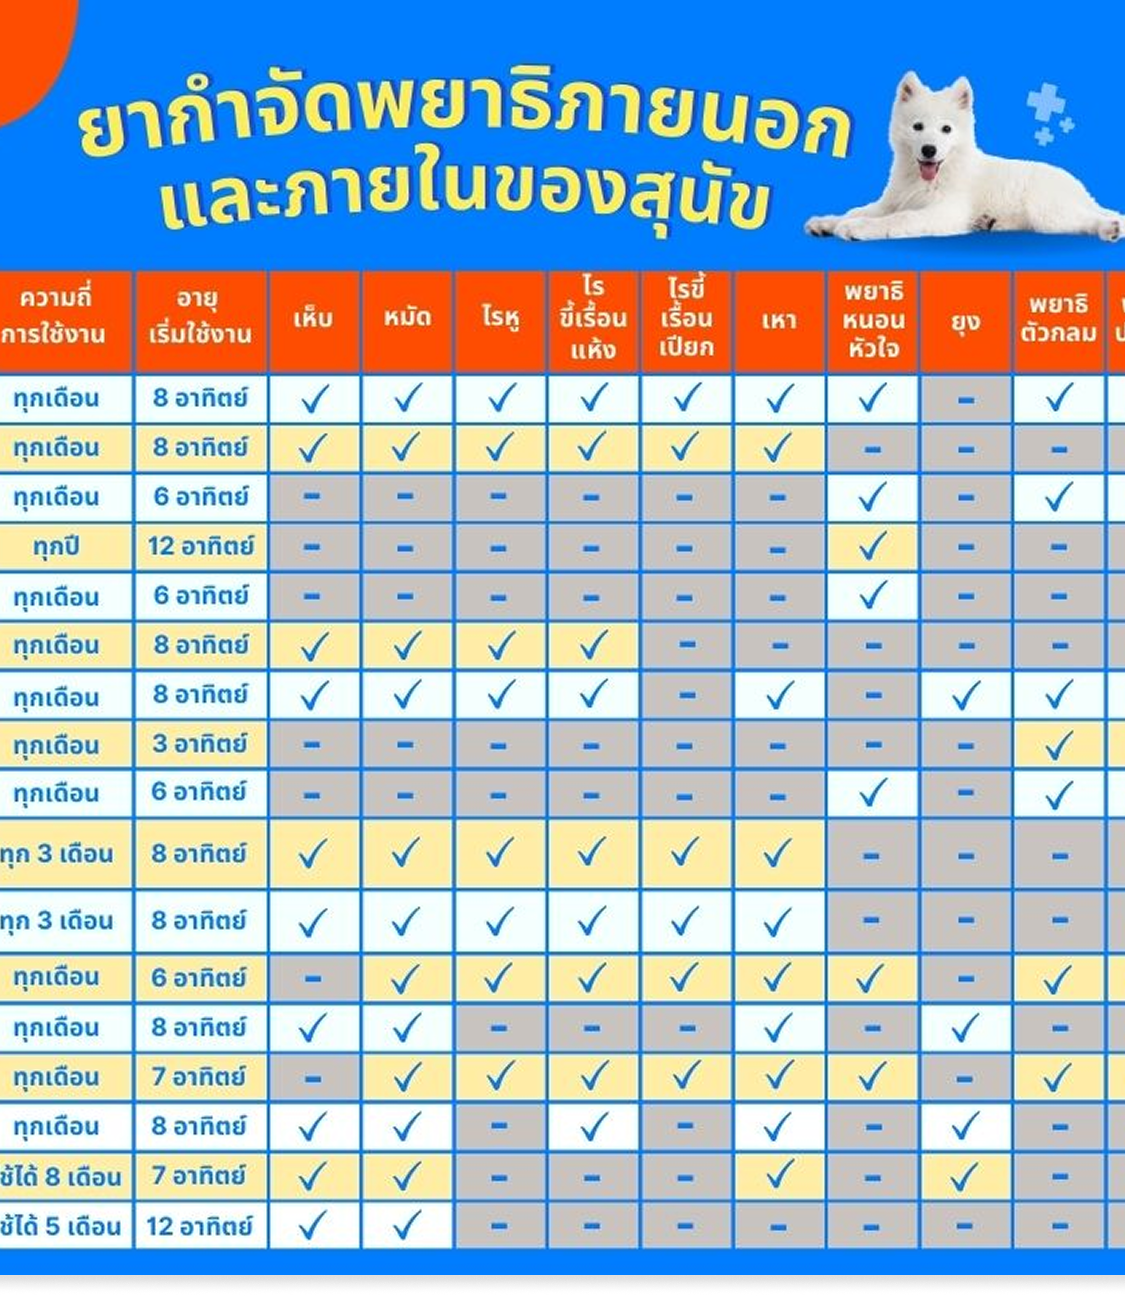 ยากำจัดพยาธิภายนอก
และภายในของสุนัข
ความถี่
การใช้งาน
อายุ
เริ่มใช้งาน
เห็บ
หมัด
ไรหู
ไร
ขี้เรื้อน
แห้ง
ไรขี้
เรื้อน
เปียก
เหา
พยาธิ
หนอน
หัวใจ
ยุง
พยาธิ
ตัวกลม
ทุกเดือน 8 อาทิตย์ ✓ ✓ ✓ ✓ ✓ ✓ ✓ - ✓
ทุกเดือน 8 อาทิตย์ ✓ ✓ ✓ ✓ ✓ ✓ - - -
ทุกเดือน 6 อาทิตย์ - - - - - - ✓ - ✓
ทุกปี 12 อาทิตย์ - - - - - - ✓ - -
ทุกเดือน 6 อาทิตย์ - - - - - - ✓ - -
ทุกเดือน 8 อาทิตย์ ✓ ✓ ✓ ✓ - - - - -
ทุกเดือน 8 อาทิตย์ ✓ ✓ ✓ ✓ - ✓ - ✓ ✓
ทุกเดือน 3 อาทิตย์ - - - - - - - - ✓
ทุกเดือน 6 อาทิตย์ - - - - - - ✓ - ✓
ทุก 3 เดือน 8 อาทิตย์ ✓ ✓ ✓ ✓ ✓ ✓ - - -
ทุก 3 เดือน 8 อาทิตย์ ✓ ✓ ✓ ✓ ✓ ✓ - - -
ทุกเดือน 6 อาทิตย์ - ✓ ✓ ✓ ✓ ✓ ✓ - ✓
ทุกเดือน 8 อาทิตย์ ✓ ✓ - - - ✓ - ✓ -
ทุกเดือน 7 อาทิตย์ - ✓ ✓ ✓ ✓ ✓ ✓ - ✓
ทุกเดือน 8 อาทิตย์ ✓ ✓ - ✓ - ✓ - ✓ -
ช้ได้ 8 เดือน 7 อาทิตย์ ✓ ✓ - - - ✓ - ✓ -
ช้ได้ 5 เดือน 12 อาทิตย์ ✓ ✓ - - - - - - -